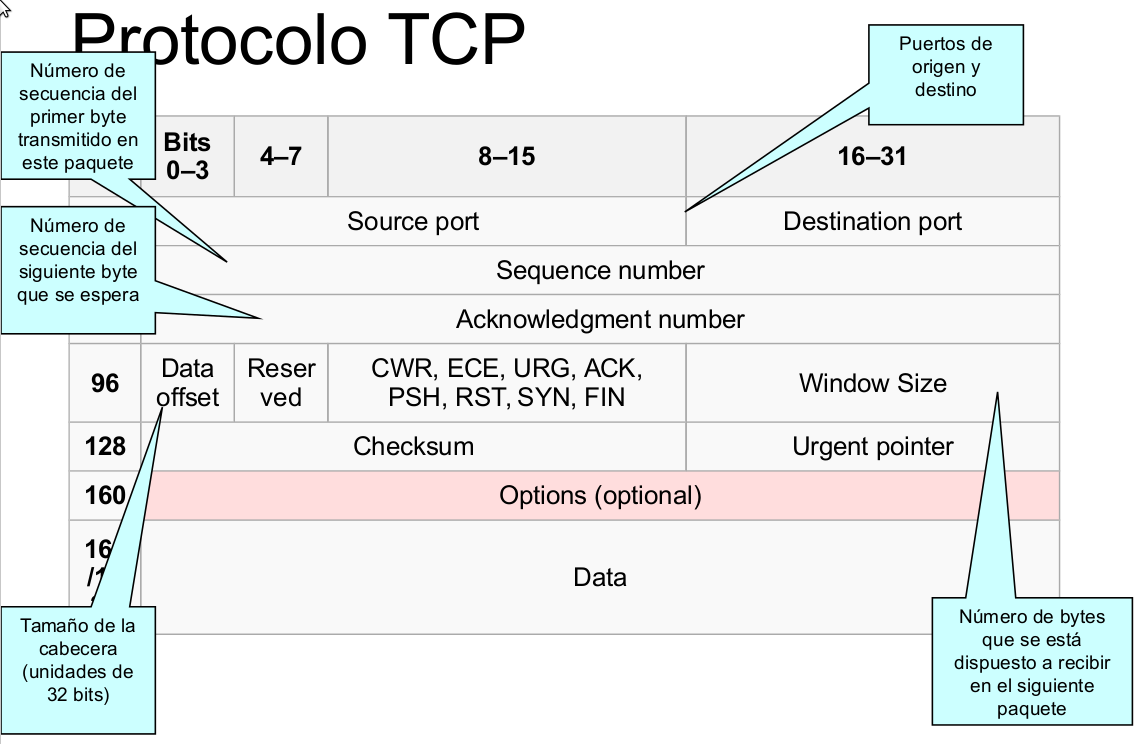 Protocolo TCP
Número de
secuencia del
primer byte
transmitido en
este paquete
Puertos de
origen y
destino
Bits
0–3
4–7
8–15
16–31
Source port
Destination port
Número de
secuencia del
siguiente byte
que se espera
Sequence number
Acknowledgment number
96
Data
offset
Reser
ved
CWR, ECE, URG, ACK,
PSH, RST, SYN, FIN
Window Size
128
Checksum
Urgent pointer
160
Options (optional)
Data
Tamaño de la
cabecera
(unidades de
32 bits)
Número de bytes
que se está
dispuesto a recibir
en el siguiente
paquete